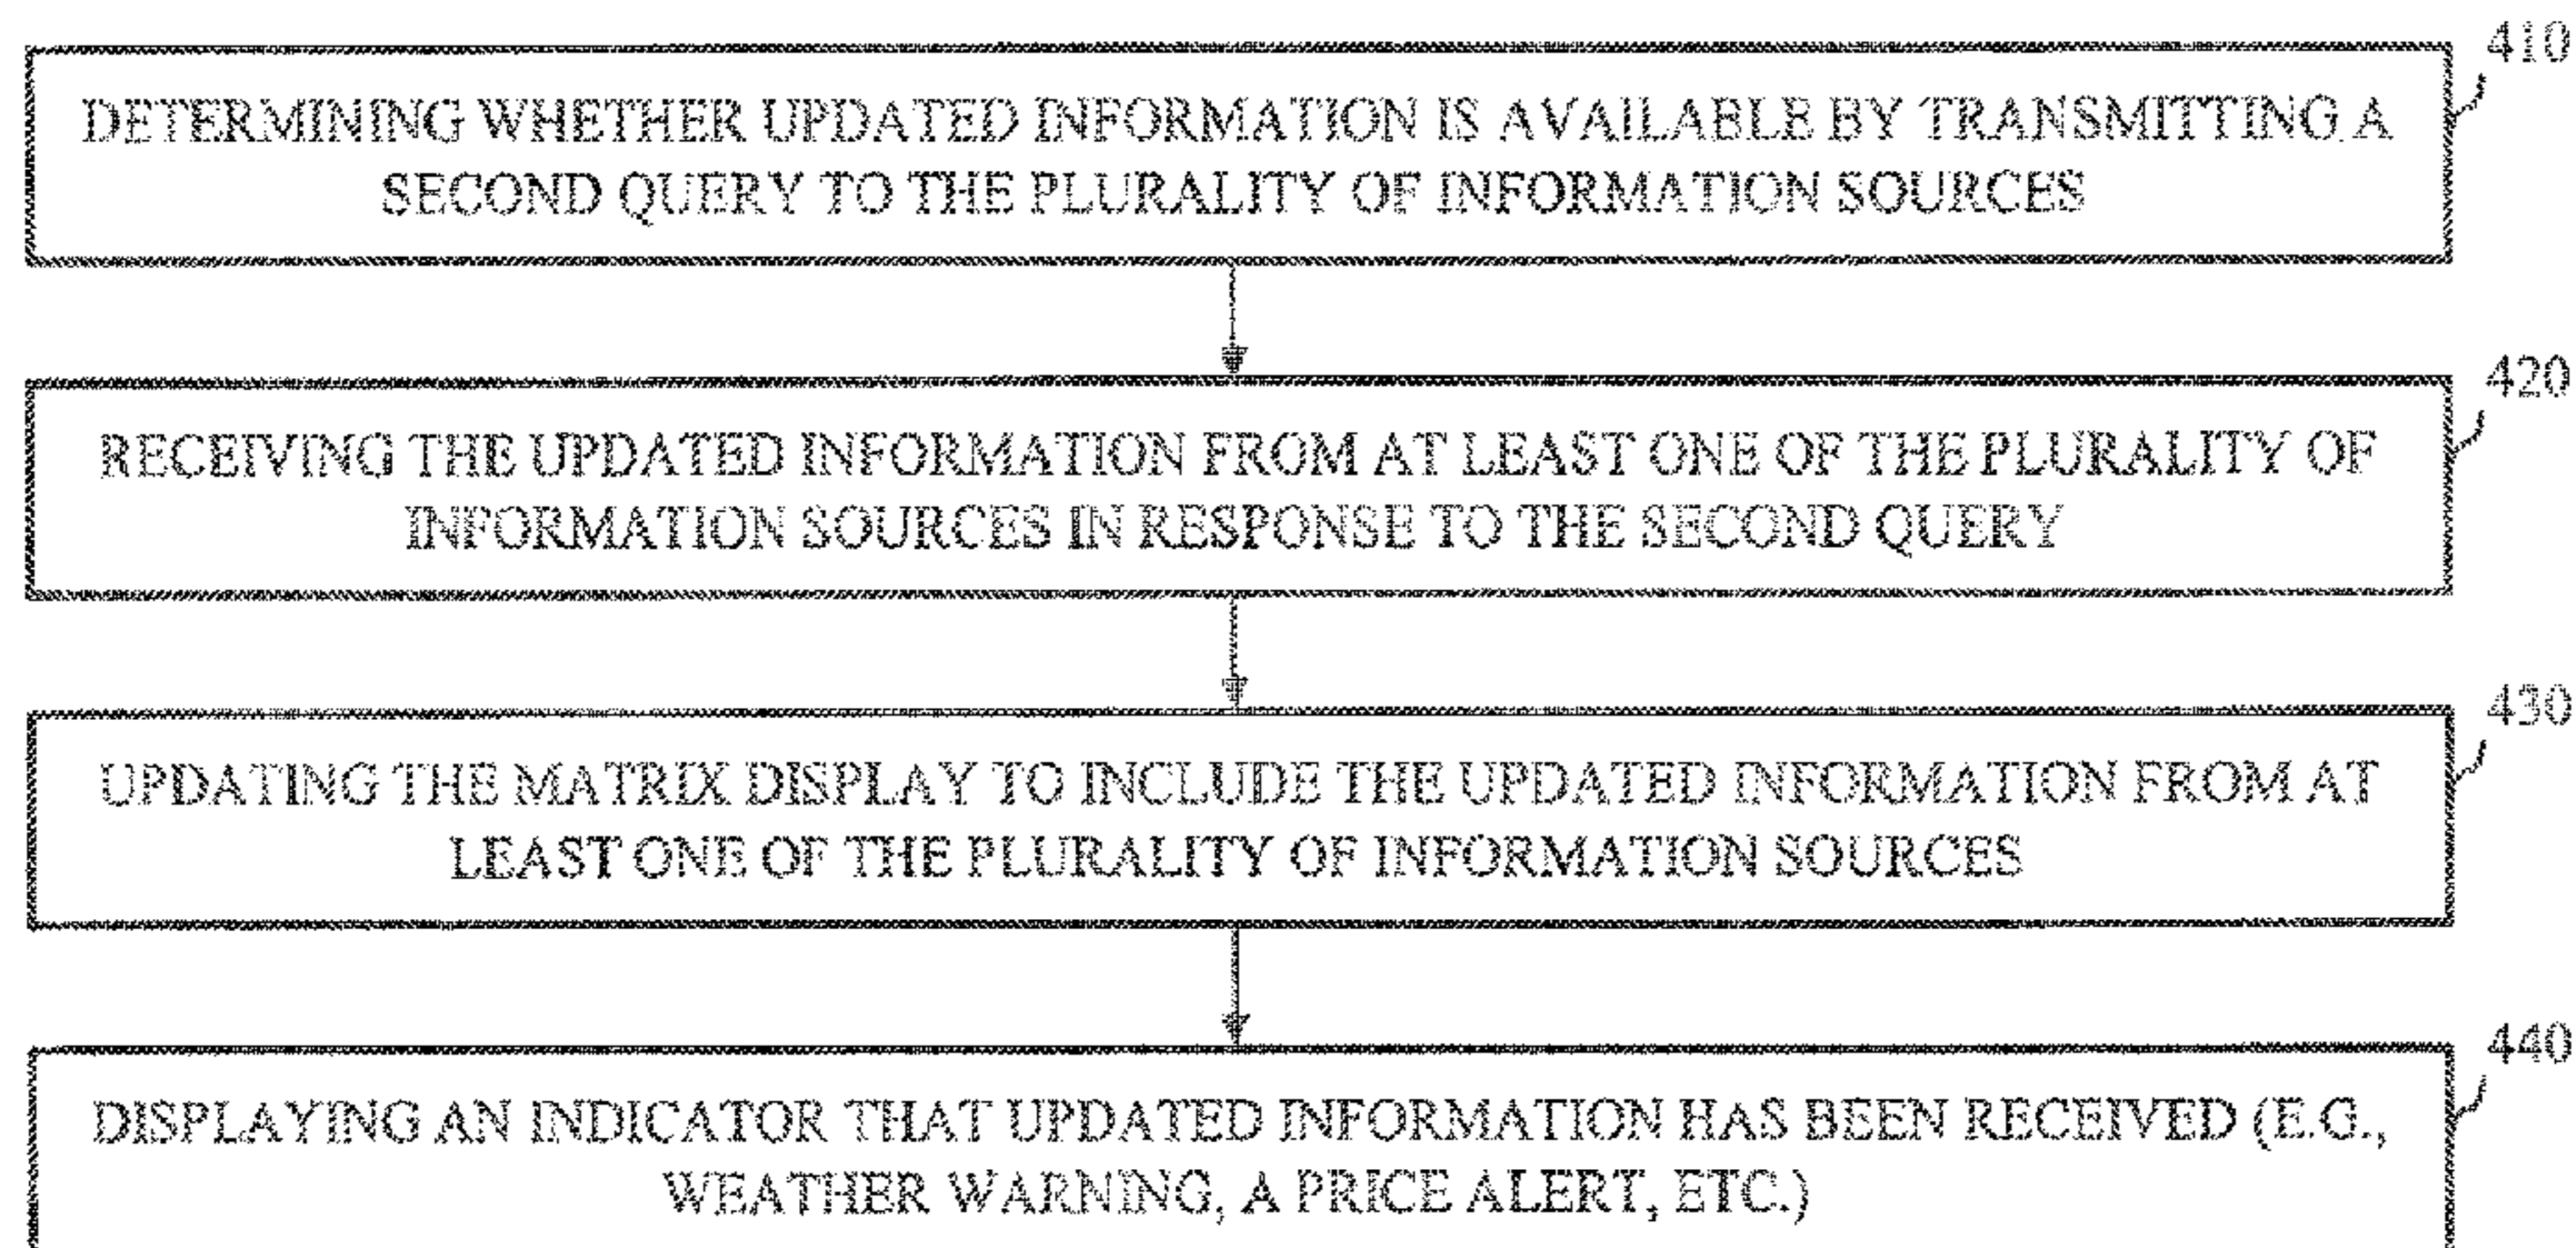 410
DETERMINING WHETHER UPDATED INFORMATION IS AVAILABLE BY TRANSMITTING A
SECOND QUERY TO THE PLURALITY OF INFORMATION SOURCES
420
RECEIVING THE UPDATED INFORMATION FROM AT LEAST ONE OF THE PLURALITY OF
INFORMATION SOURCES IN RESPONSE TO THE SECOND QUERY
430
UPDATING THE MATRIX DISPLAY TO INCLUDE THE UPDATED INFORMATION FROM AT
LEAST ONE OF THE PLURALITY OF INFORMATION SOURCES
440
DISPLAYING AN INDICATOR THAT UPDATED INFORMATION HAS BEEN RECEIVED (E.G.,
WEATHER WARNING, A PRICE ALERT, ETC.)